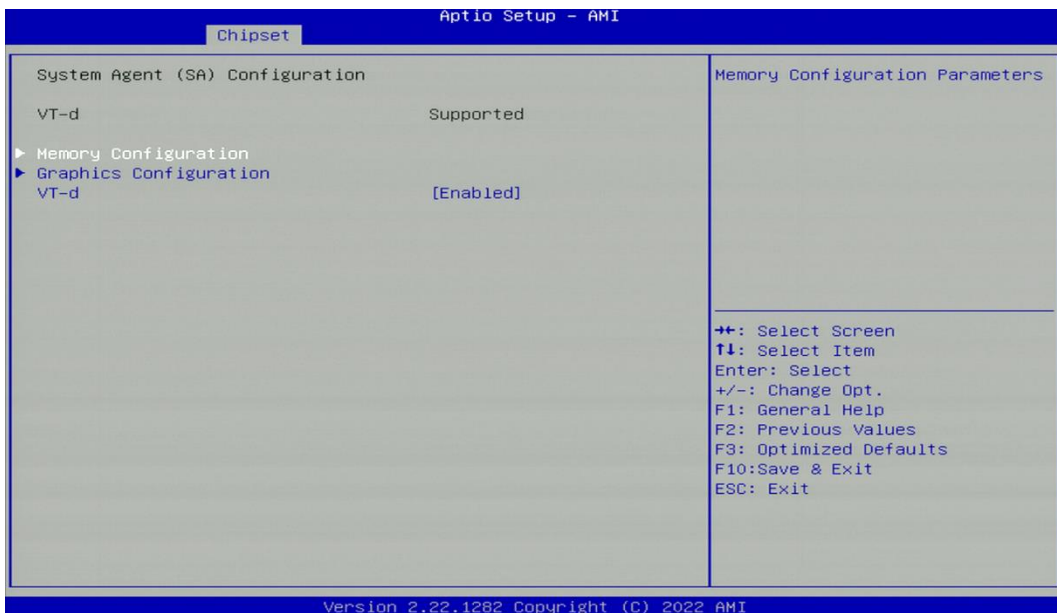 Aptio Setup – AMI
Chipset
System Agent (SA) Configuration
VT-d Supported
▶ Memory Configuration
▶ Graphics Configuration
VT-d [Enabled]
Memory Configuration Parameters
→←: Select Screen
↑↓: Select Item
Enter: Select
+/-: Change Opt.
F1: General Help
F2: Previous Values
F3: Optimized Defaults
F10:Save & Exit
ESC: Exit
Version 2.22.1282 Copyright (C) 2022 AMI